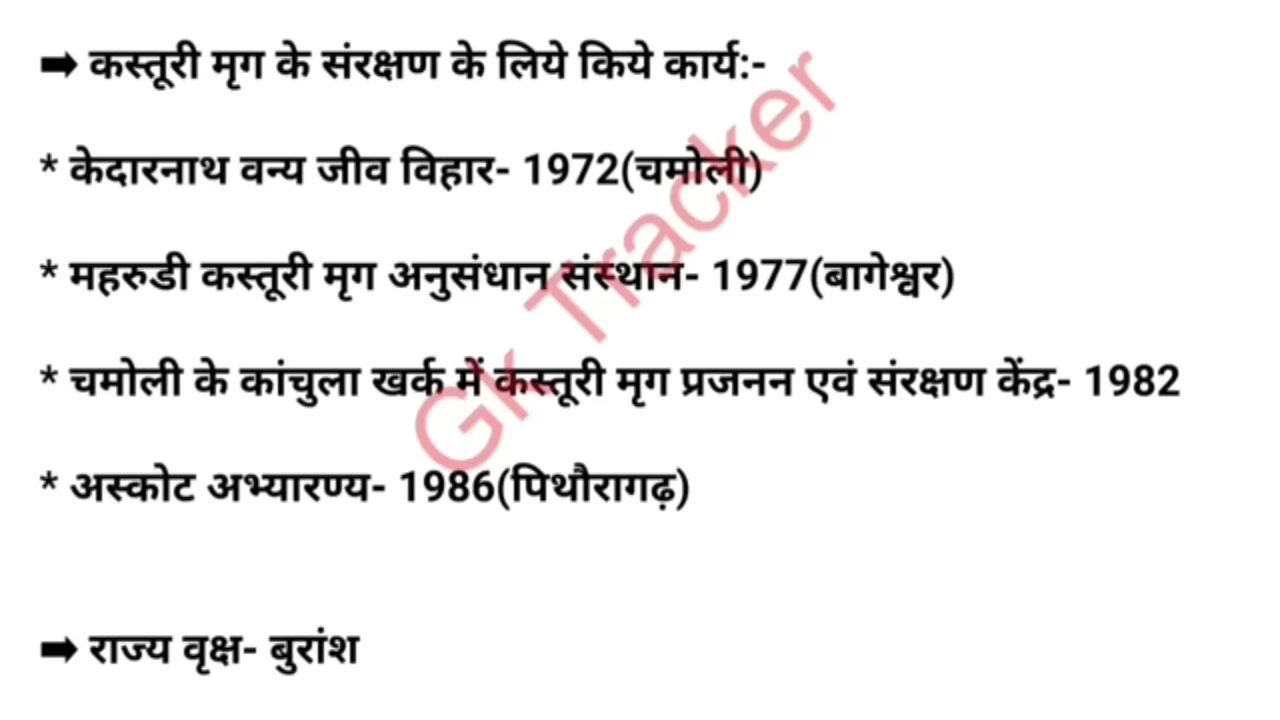 ➡ कस्तूरी मृग के संरक्षण के लिये किये कार्य:-
* केदारनाथ वन्य जीव विहार- 1972(चमोली)
* महरुडी कस्तूरी मृग अनुसंधान संस्थान- 1977(बागेश्वर)
* चमोली के कांचुला खर्क में कस्तूरी मृग प्रजनन एवं संरक्षण केंद्र- 1982
* अस्कोट अभ्यारण्य- 1986(पिथौरागढ़)
➡ राज्य वृक्ष- बुरांश
Gk Tracker